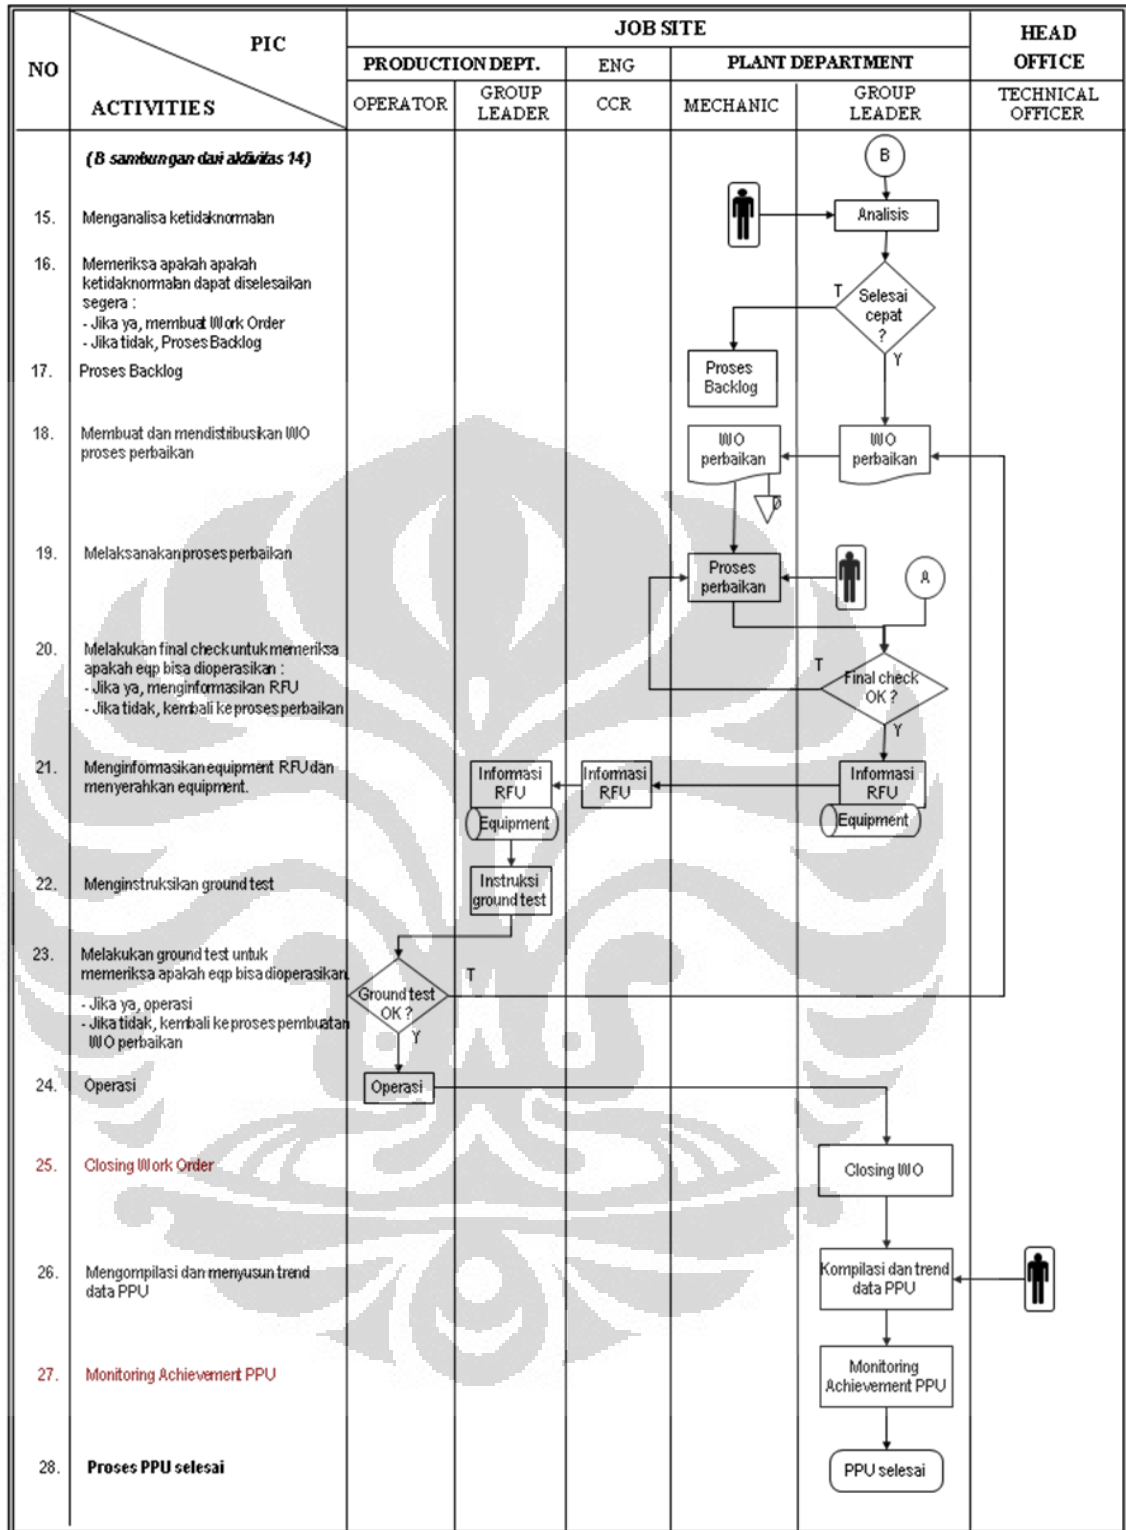 PIC
JOB SITE
HEAD
OFFICE
NO
PRODUCTION DEPT.
ENG
PLANT DEPARTMENT
ACTIVITIES
OPERATOR
GROUP
LEADER
CCR
MECHANIC
GROUP
LEADER
TECHNICAL
OFFICER
(B sambungan dari aktivitas 14)
B
15.
Menganalisa ketidaknormalan
Analisis
16.
Memeriksa apakah apakah
ketidaknormalan dapat diselesaikan
segera :
- Jika ya, membuat Work Order
- Jika tidak, Proses Backlog
T
Selesai
cepat
?
Y
17.
Proses Backlog
Proses
Backlog
18.
Membuat dan mendistribusikan WO
proses perbaikan
WO
perbaikan
WO
perbaikan
19.
Melaksanakan proses perbaikan
Proses
perbaikan
A
20.
Melakukan final check untuk memeriksa
apakah eqp bisa dioperasikan :
- Jika ya, menginformasikan RFU
- Jika tidak, kembali ke proses perbaikan
T
Final check
OK ?
Y
21.
Menginformasikan equipment RFU dan
menyerahkan equipment.
Informasi
RFU
Equipment
Informasi
RFU
Informasi
RFU
Equipment
22.
Menginstruksikan ground test
Instruksi
ground test
23.
Melakukan ground test untuk
memeriksa apakah eqp bisa dioperasikan.
- Jika ya, operasi
- Jika tidak, kembali ke proses pembuatan
WO perbaikan
T
Ground test
OK ?
Y
24.
Operasi
Operasi
25.
Closing Work Order
Closing WO
26.
Mengompilasi dan menyusun trend
data PPU
Kompilasi dan trend
data PPU
27.
Monitoring Achievement PPU
Monitoring
Achievement PPU
28.
Proses PPU selesai
PPU selesai